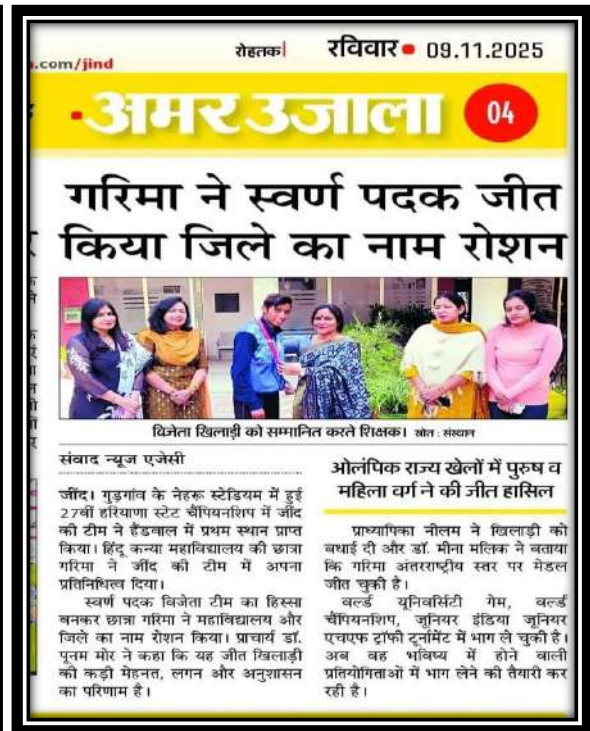 .com/jind
रोहतक|
रविवार • 09.11.2025
अमर उजाला
04
गरिमा ने स्वर्ण पदक जीत
किया जिले का नाम रोशन
विजेता खिलाड़ी को सम्मानित करते शिक्षक। स्रोत : संस्थान
संवाद न्यूज एजेंसी
जींद। गुड़गांव के नेहरू स्टेडियम में हुई
27वीं हरियाणा स्टेट चैंपियनशिप में जींद
की टीम ने हैंडबाल में प्रथम स्थान प्राप्त
किया। हिंदू कन्या महाविद्यालय की छात्रा
गरिमा ने जींद की टीम में अपना
प्रतिनिधित्व दिया।
स्वर्ण पदक विजेता टीम का हिस्सा
बनकर छात्रा गरिमा ने महाविद्यालय और
जिले का नाम रोशन किया। प्राचार्य डॉ.
पूनम मोर ने कहा कि यह जीत खिलाड़ी
की कड़ी मेहनत, लगन और अनुशासन
का परिणाम है।
ओलंपिक राज्य खेलों में पुरुष व
महिला वर्ग ने की जीत हासिल
प्राध्यापिका नीलम ने खिलाड़ी को
बधाई दी और डॉ. मीना मलिक ने बताया
कि गरिमा अंतरराष्ट्रीय स्तर पर मेडल
जीत चुकी है।
वर्ल्ड यूनिवर्सिटी गेम, वर्ल्ड
चैंपियनशिप, जूनियर इंडिया जूनियर
एचएफ ट्रॉफी टूर्नामेंट में भाग ले चुकी है।
अब वह भविष्य में होने वाली
प्रतियोगिताओं में भाग लेने की तैयारी कर
रही है।